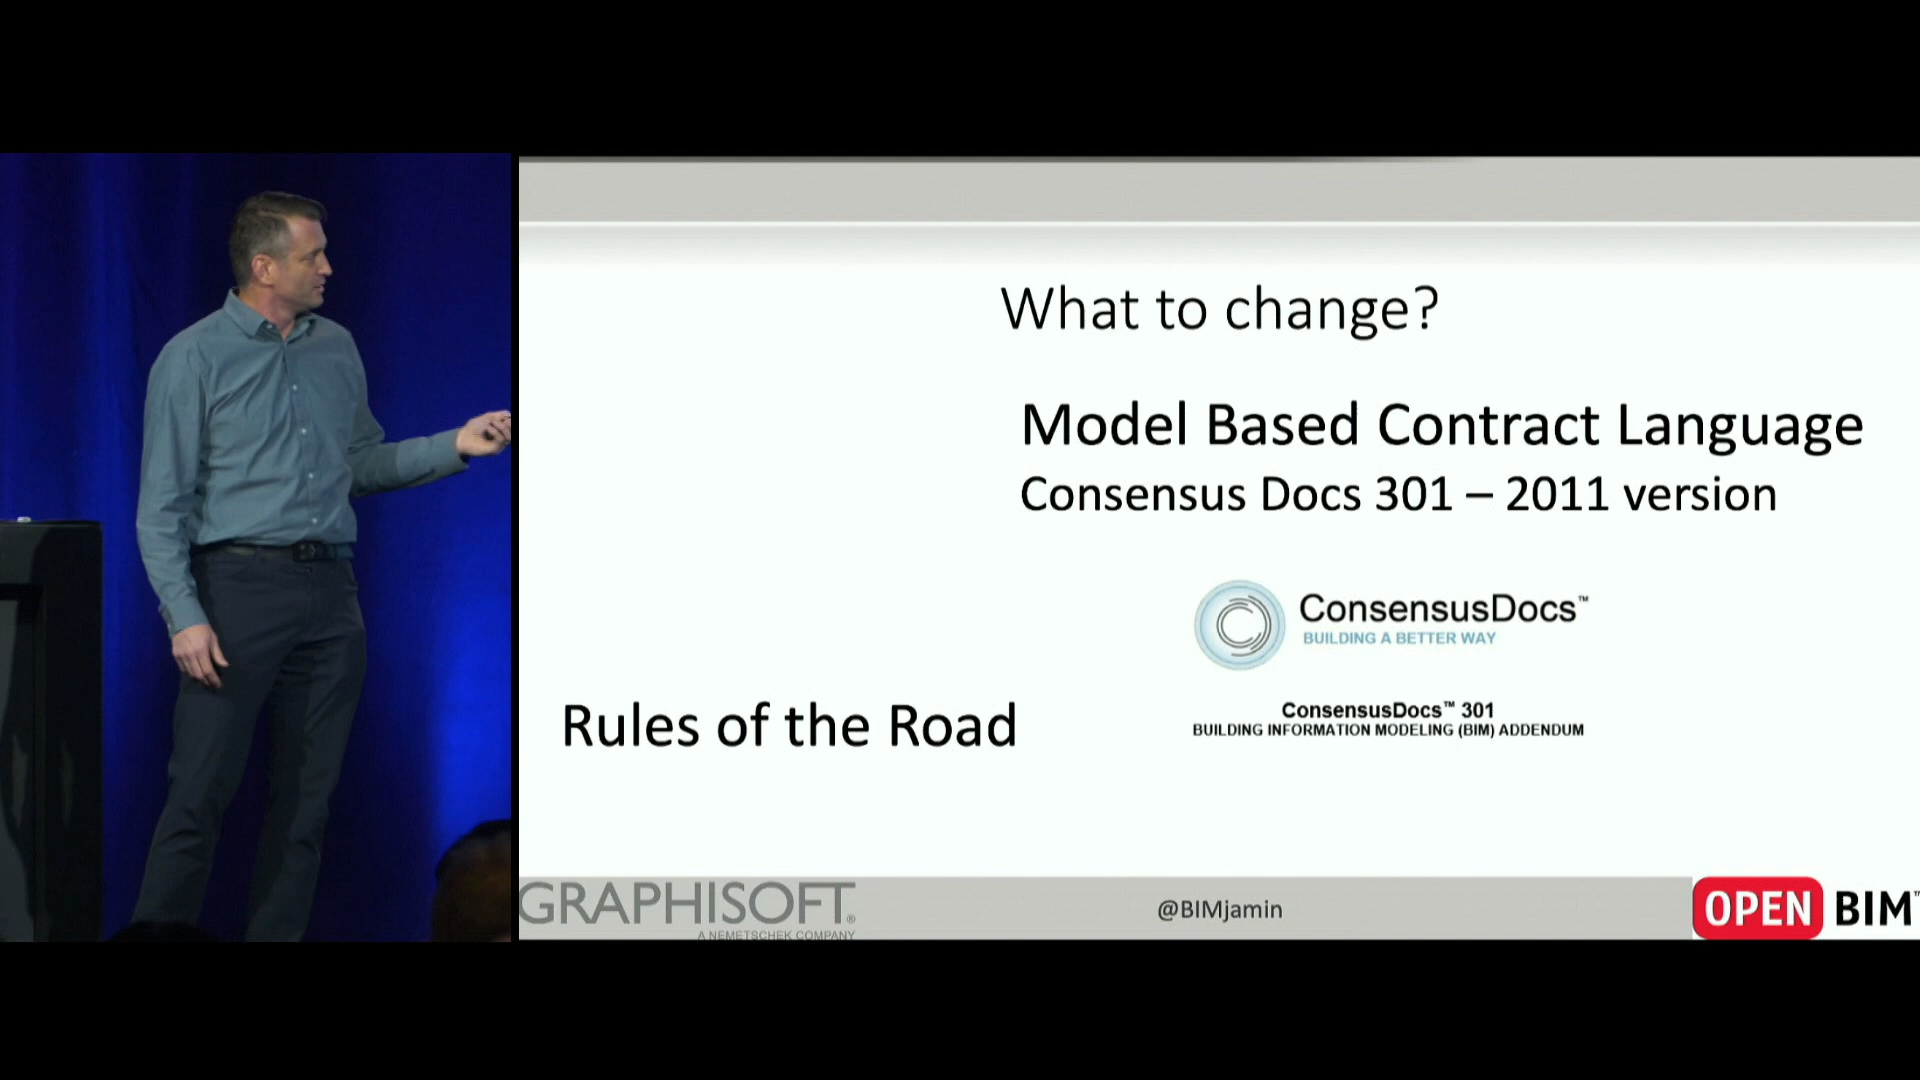 What to change?
Model Based Contract Language
Consensus Docs 301 – 2011 version
ConsensusDocs™
BUILDING A BETTER WAY
ConsensusDocs™ 301
BUILDING INFORMATION MODELING (BIM) ADDENDUM
Rules of the Road
GRAPHISOFT®
A NEMETSCHEK COMPANY
@BIMjamin
OPEN BIM™